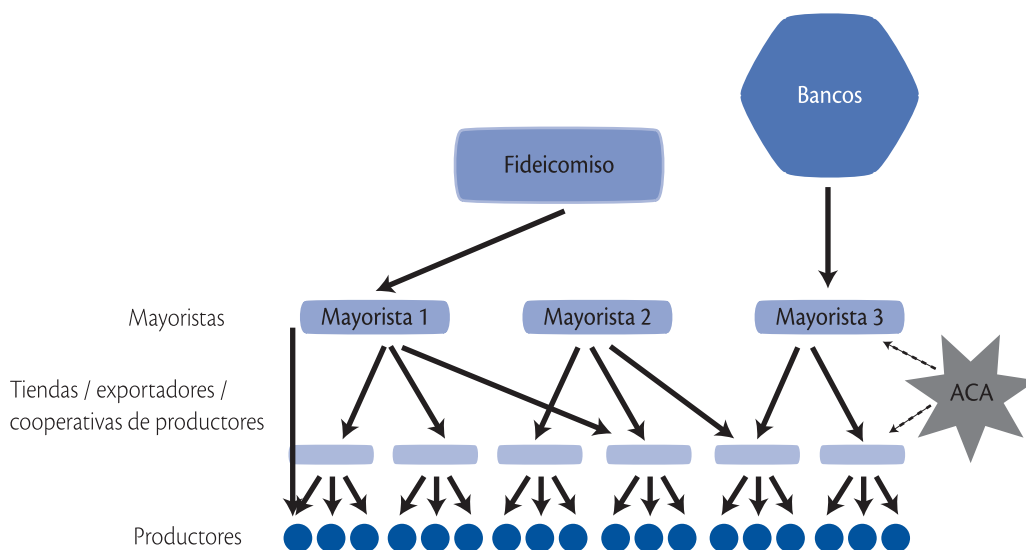 Bancos
Fideicomiso
Mayoristas
Mayorista 1
Mayorista 2
Mayorista 3
Tiendas / exportadores /
cooperativas de productores
ACA
Productores